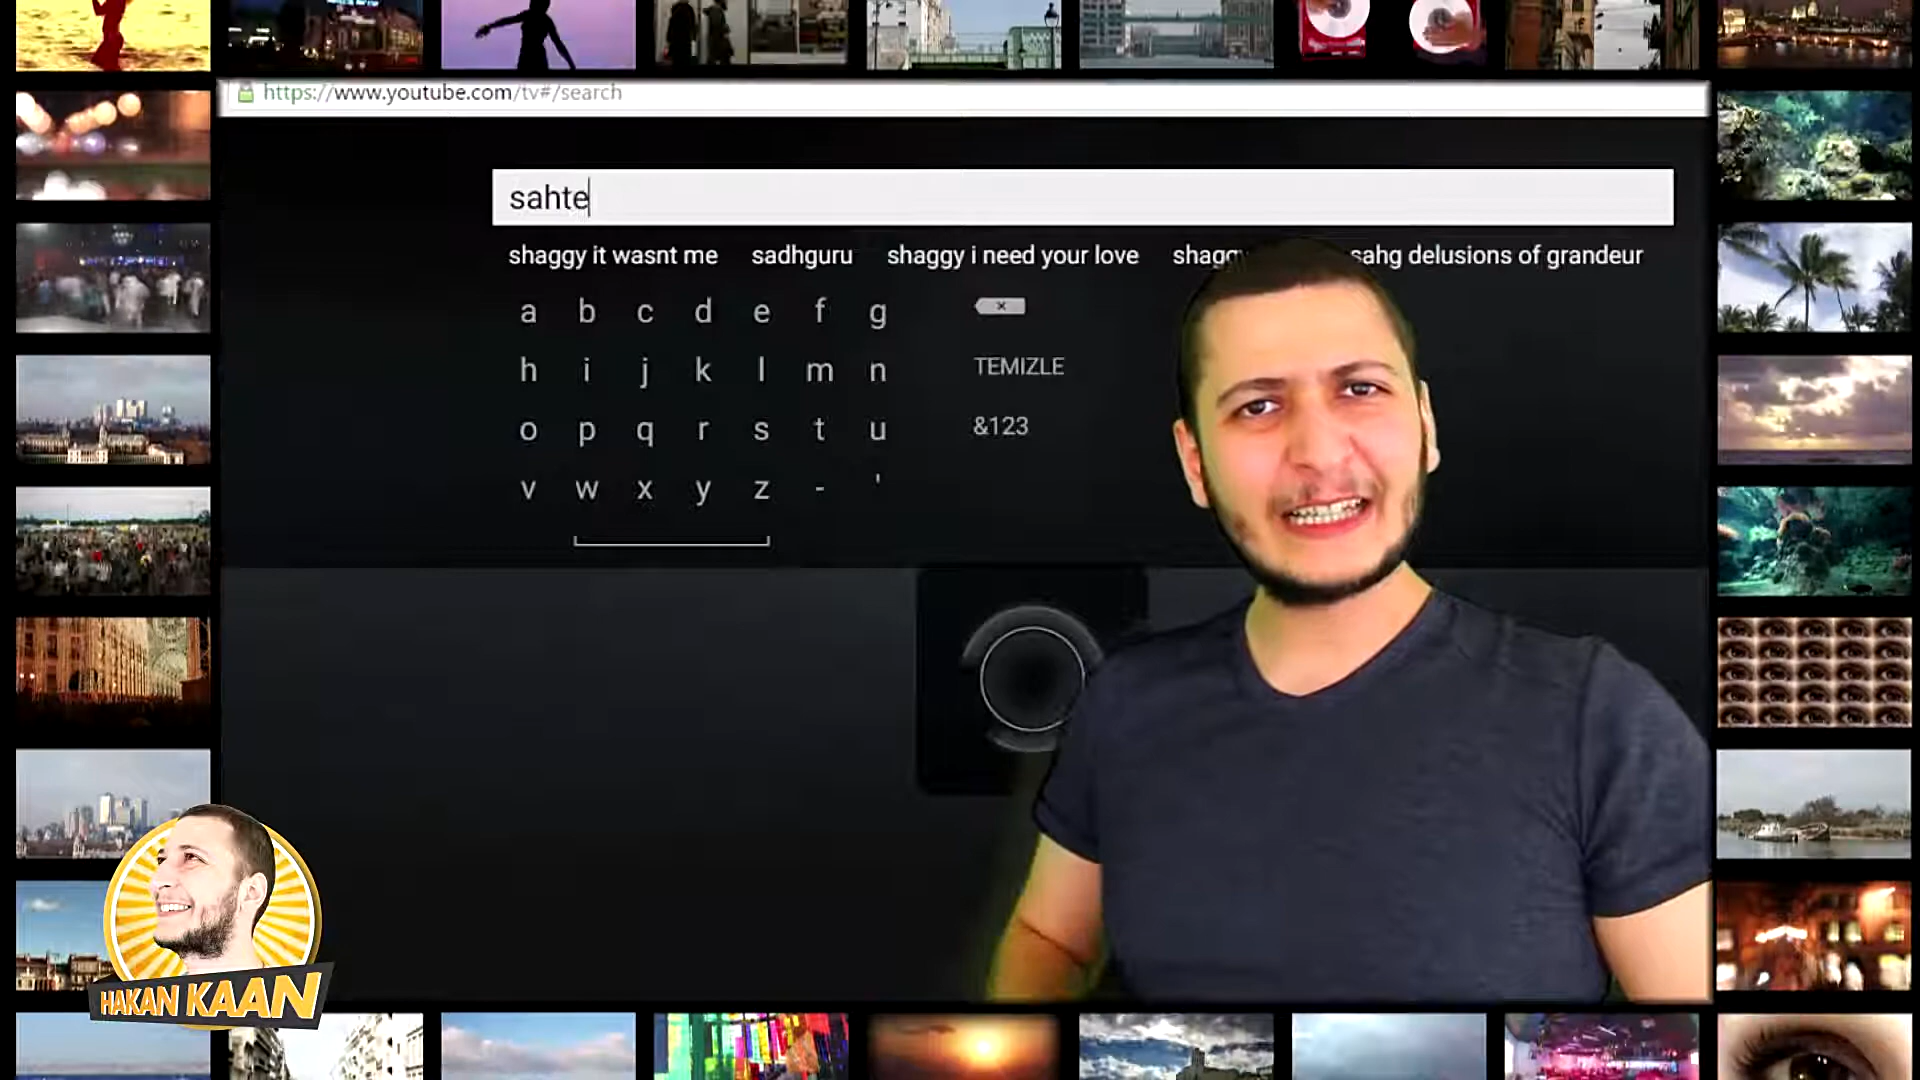 https://www.youtube.com/tv#/search
sahte
shaggy it wasnt me sadhguru shaggy i need your love sahg delusions of grandeur
a b c d e f g
h i j k l m n TEMIZLE
o p q r s t u &123
v w x y z - '
HAKAN KAAN